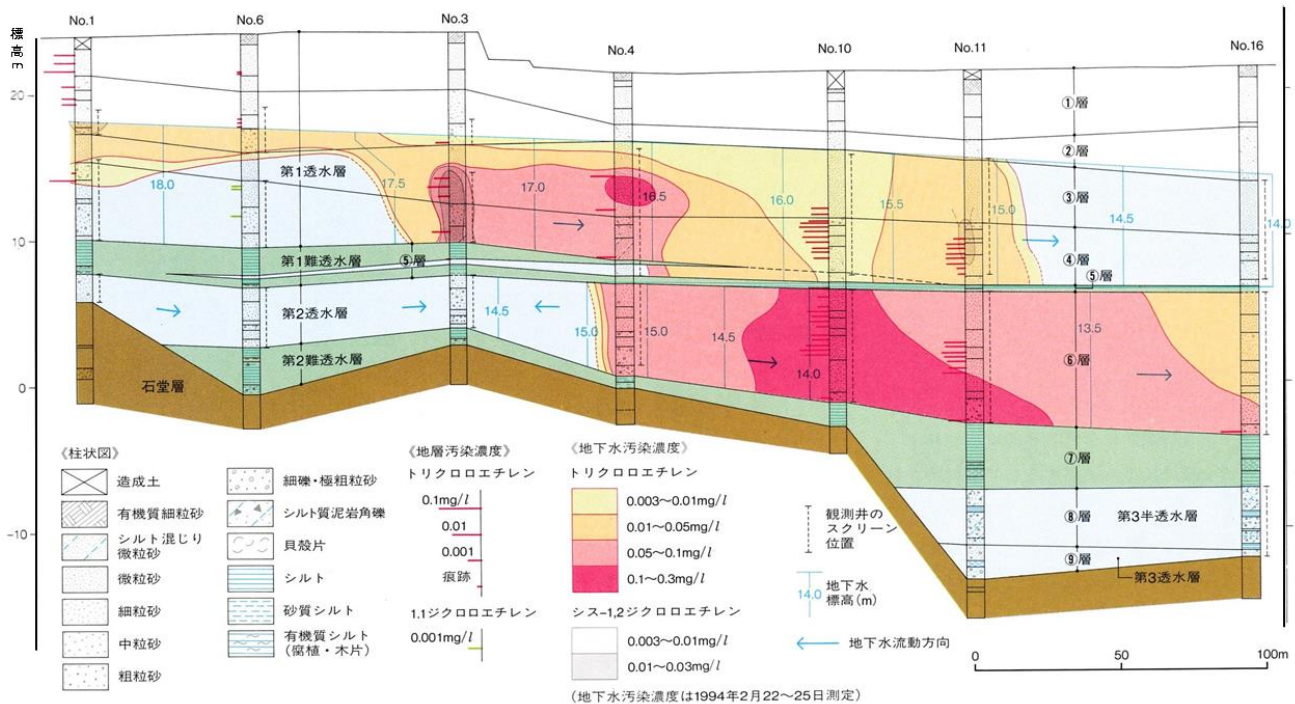 標高m
No.1
No.6
No.3
No.4
No.10
No.11
No.16
20
10
0
-10
①層
②層
③層
④層
⑤層
⑤層
⑥層
⑦層
⑧層
⑨層
第1透水層
第1難透水層
第2透水層
第2難透水層
石堂層
第3半透水層
第3透水層
18.0
17.5
17.0
16.5
16.0
15.5
15.0
14.5
14.0
14.5
15.0
15.0
14.5
14.0
13.5
《柱状図》
造成土
有機質細粒砂
シルト混じり
微粒砂
微粒砂
細粒砂
中粒砂
粗粒砂
細礫・極粗粒砂
シルト質泥岩角礫
貝殻片
シルト
砂質シルト
有機質シルト
(腐植・木片)
《地層汚染濃度》
トリクロロエチレン
0.1mg/l
0.01
0.001
痕跡
1.1ジクロロエチレン
0.001mg/l
《地下水汚染濃度》
トリクロロエチレン
0.003～0.01mg/l
0.01～0.05mg/l
0.05～0.1mg/l
0.1～0.3mg/l
シス-1,2ジクロロエチレン
0.003～0.01mg/l
0.01～0.03mg/l
(地下水汚染濃度は1994年2月22～25日測定)
観測井の
スクリーン
位置
14.0
地下水
標高(m)
地下水流動方向
0
50
100m